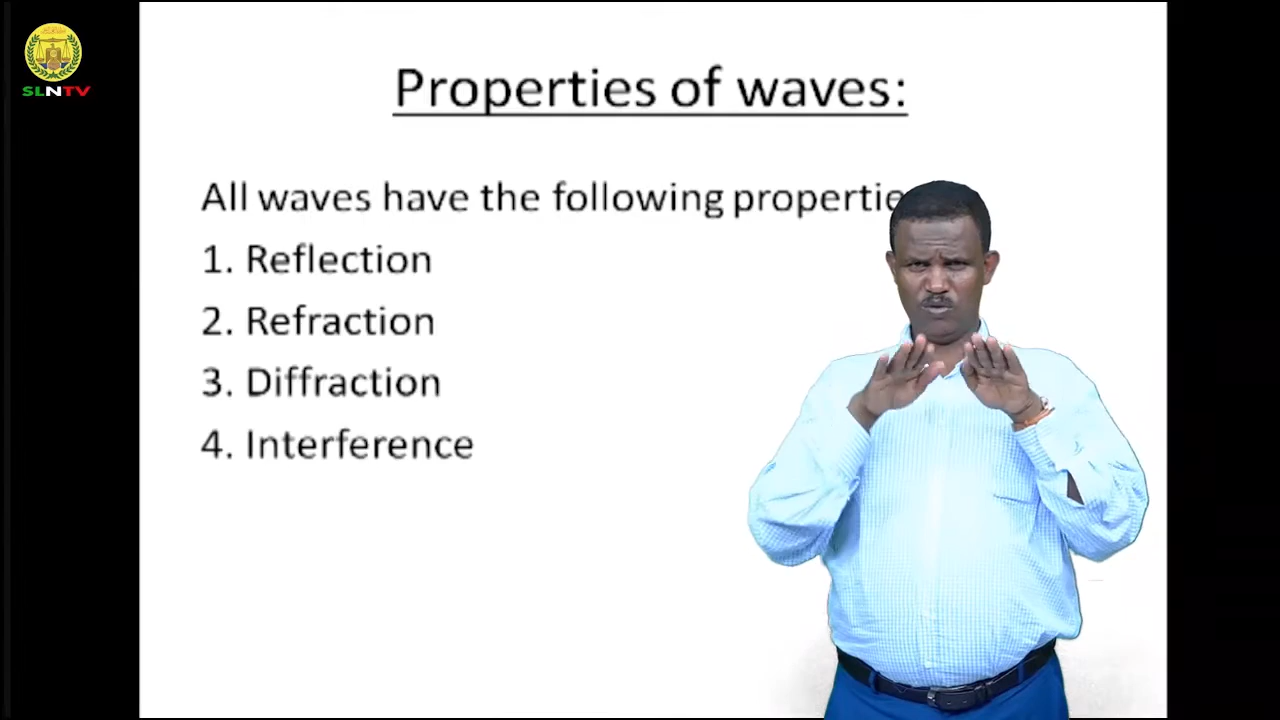 SLNTV
Properties of waves:
All waves have the following propertie
1. Reflection
2. Refraction
3. Diffraction
4. Interference